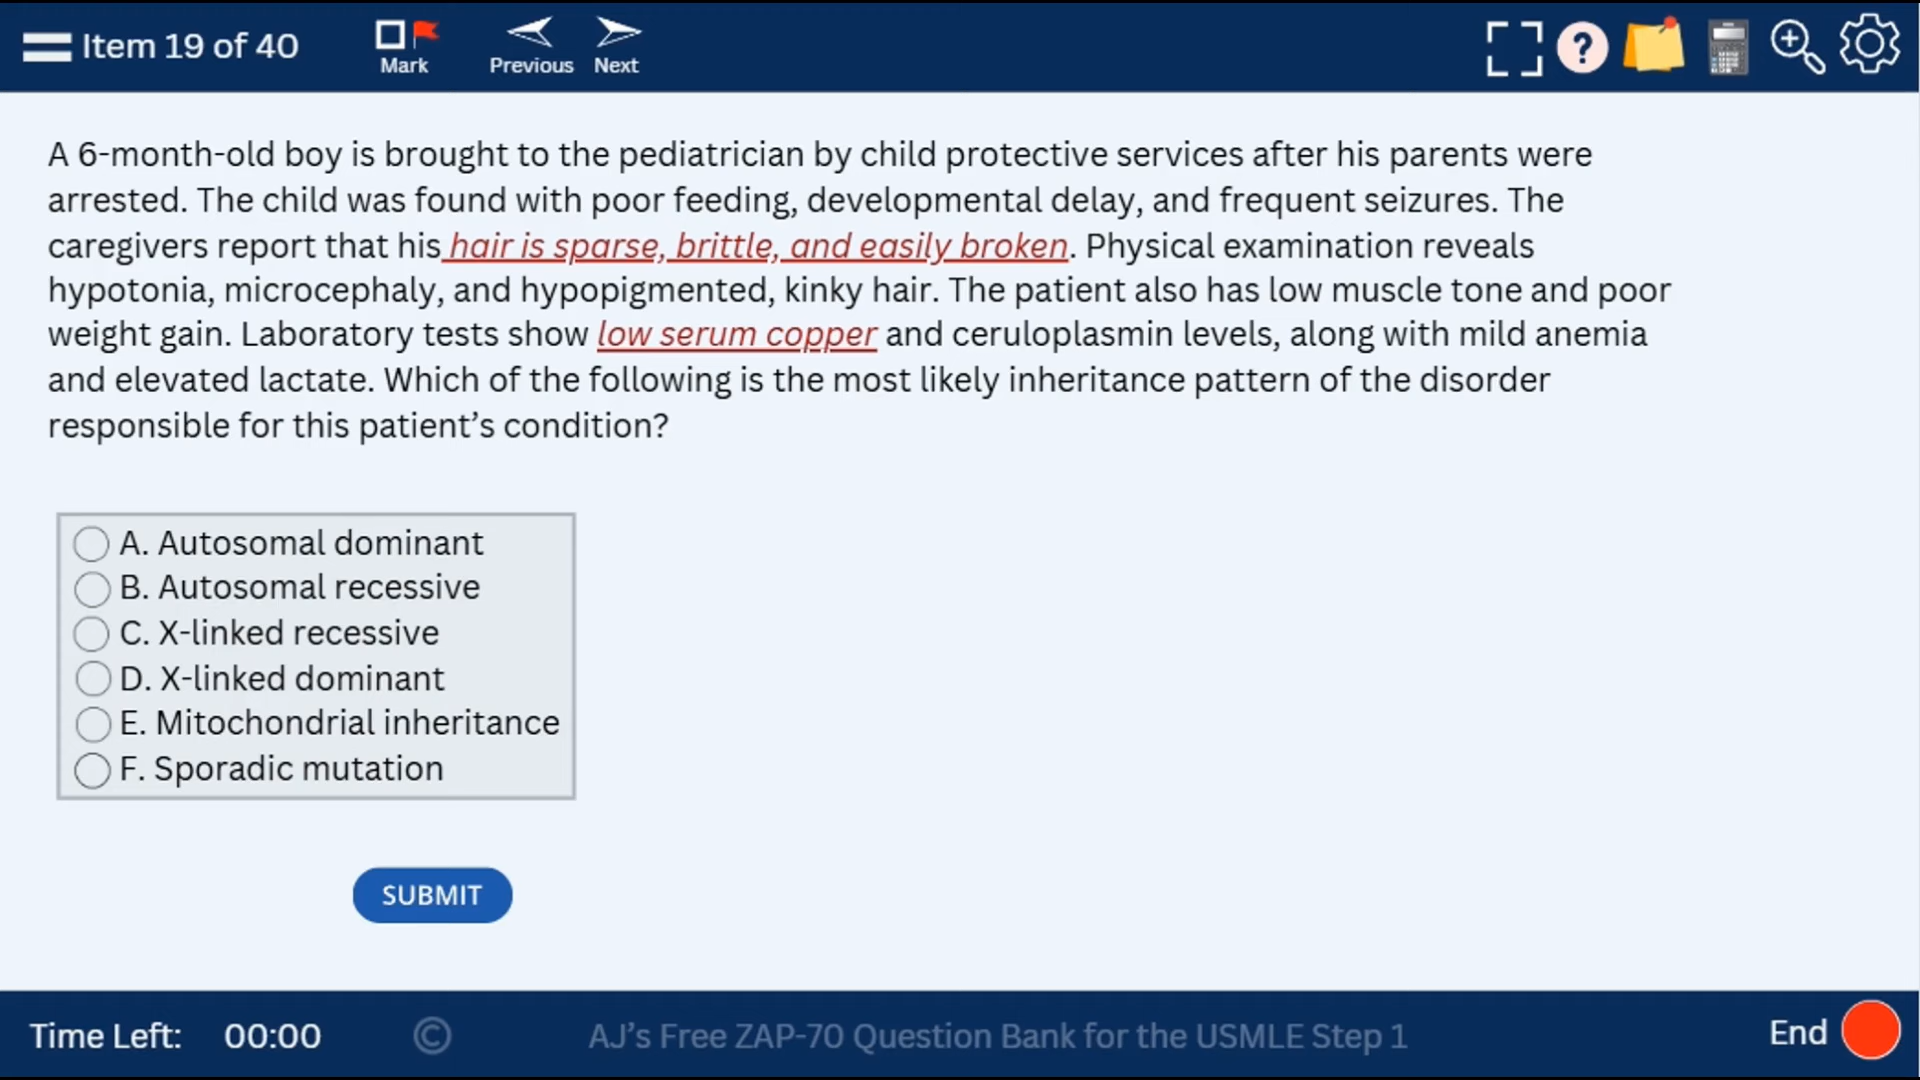 Item 19 of 40
Mark
Previous
Next
?
A 6-month-old boy is brought to the pediatrician by child protective services after his parents were
arrested. The child was found with poor feeding, developmental delay, and frequent seizures. The
caregivers report that his hair is sparse, brittle, and easily broken. Physical examination reveals
hypotonia, microcephaly, and hypopigmented, kinky hair. The patient also has low muscle tone and poor
weight gain. Laboratory tests show low serum copper and ceruloplasmin levels, along with mild anemia
and elevated lactate. Which of the following is the most likely inheritance pattern of the disorder
responsible for this patient’s condition?
A. Autosomal dominant
B. Autosomal recessive
C. X-linked recessive
D. X-linked dominant
E. Mitochondrial inheritance
F. Sporadic mutation
SUBMIT
Time Left: 00:00
©
AJ’s Free ZAP-70 Question Bank for the USMLE Step 1
End